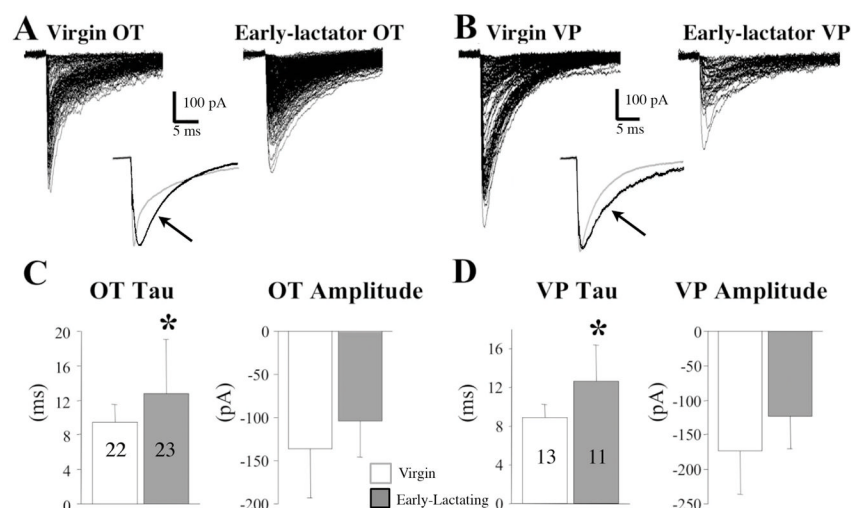 A Virgin OT Early-lactator OT
100 pA
5 ms
B Virgin VP Early-lactator VP
100 pA
5 ms
C
OT Tau
*
(ms)
20
16
12
8
4
0
22
23
OT Amplitude
(pA)
0
-50
-100
-150
-200
Virgin
Early-Lactating
D
VP Tau
*
(ms)
16
12
8
4
0
13
11
VP Amplitude
(pA)
0
-50
-100
-150
-200
-250